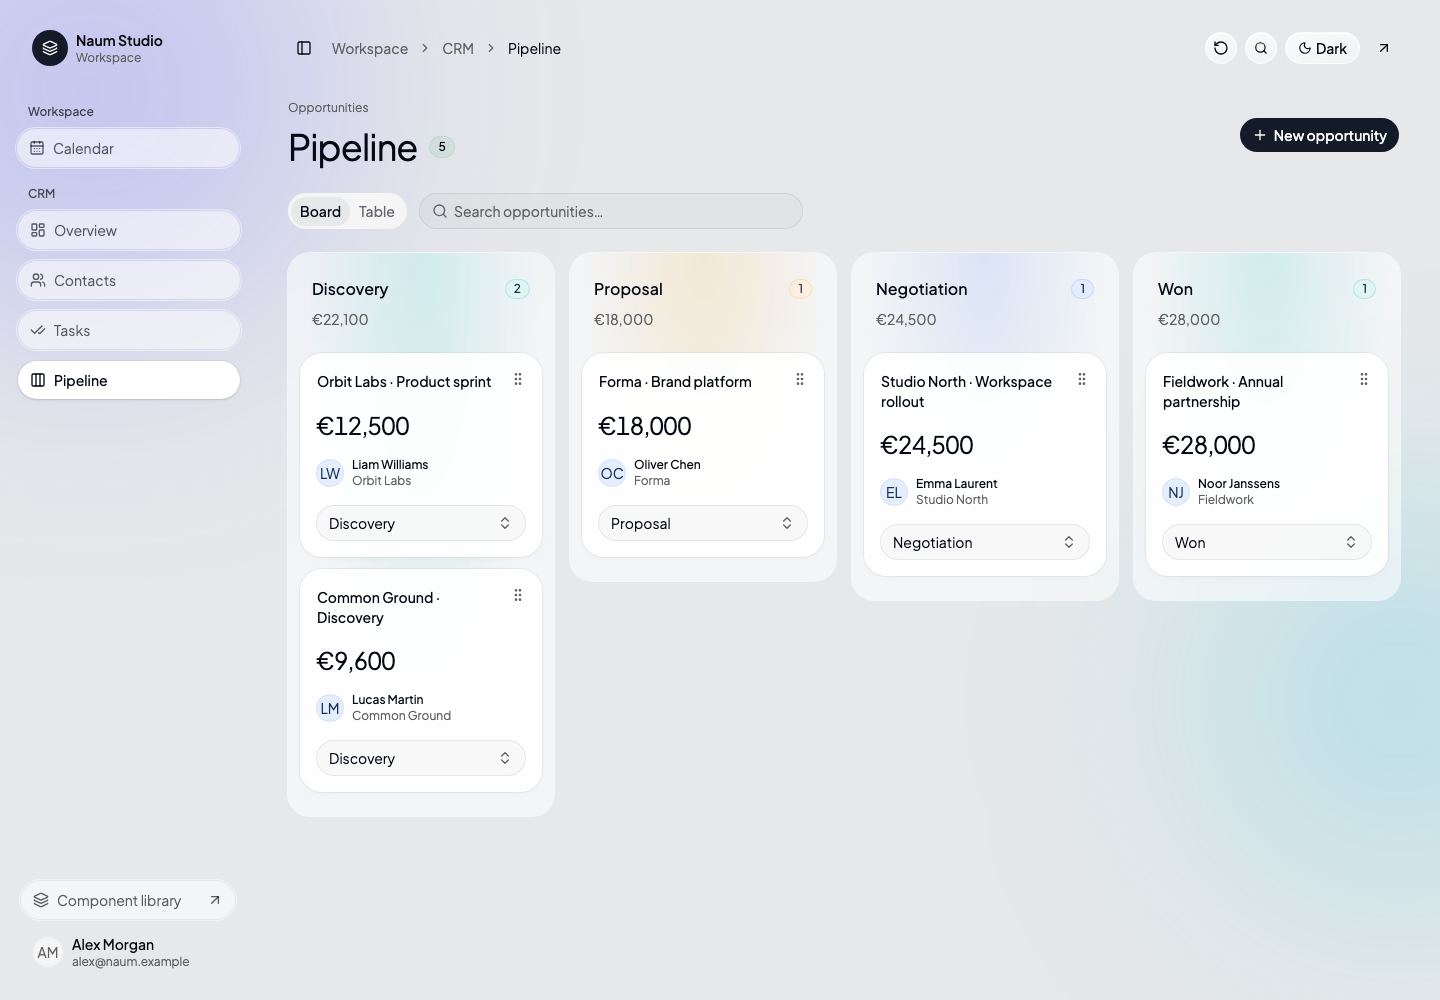 Naum Studio
Workspace
Workspace
Calendar
CRM
Overview
Contacts
Tasks
Pipeline
Component library
AM
Alex Morgan
alex@naum.example
Workspace > CRM > Pipeline
Dark
Opportunities
Pipeline 5
New opportunity
Board Table
Search opportunities...
Discovery 2
€22,100
Orbit Labs · Product sprint
€12,500
LW
Liam Williams
Orbit Labs
Discovery
Common Ground ·
Discovery
€9,600
LM
Lucas Martin
Common Ground
Discovery
Proposal 1
€18,000
Forma · Brand platform
€18,000
OC
Oliver Chen
Forma
Proposal
Negotiation 1
€24,500
Studio North · Workspace
rollout
€24,500
EL
Emma Laurent
Studio North
Negotiation
Won 1
€28,000
Fieldwork · Annual
partnership
€28,000
NJ
Noor Janssens
Fieldwork
Won